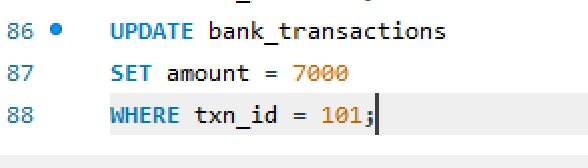 86 UPDATE bank_transactions
87 SET amount = 7000
88 WHERE txn_id = 101;